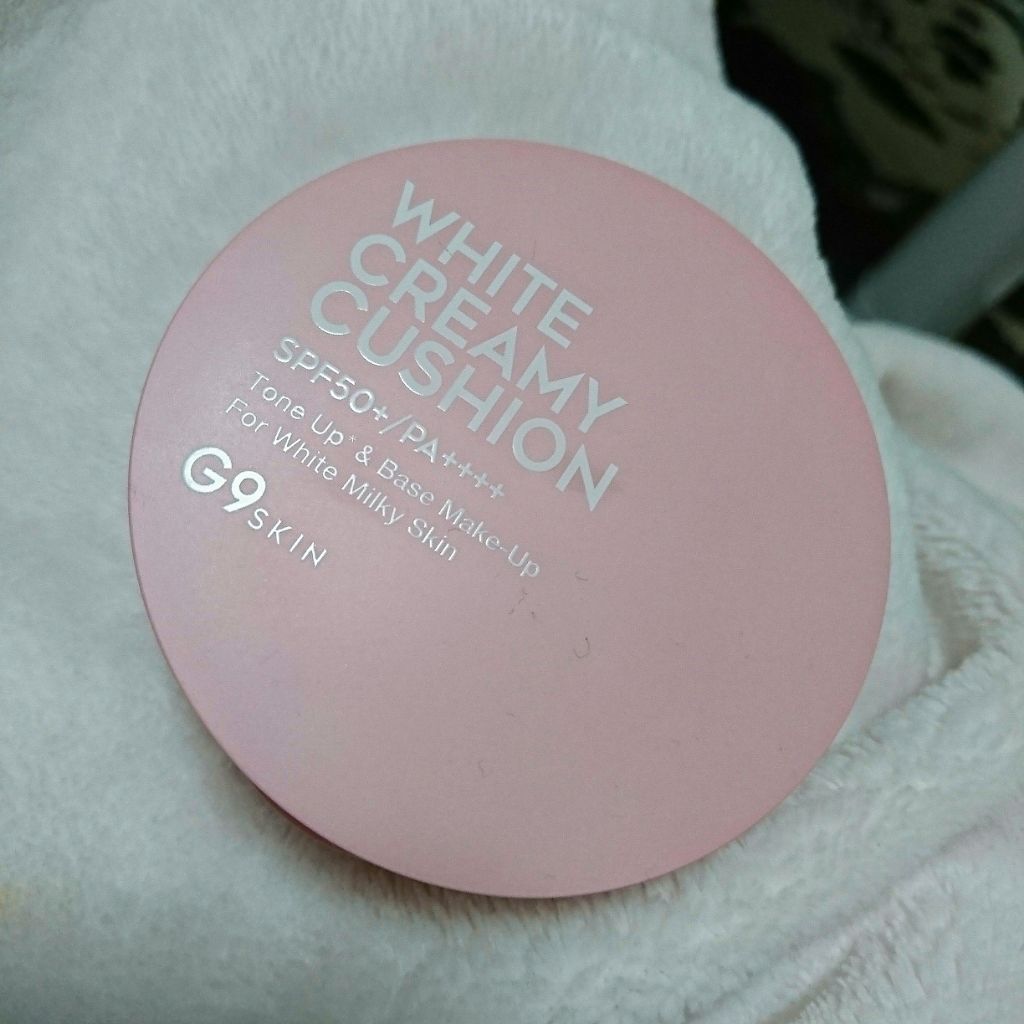 WHITE
CREAMY
CUSHION
SPF50+/PA++++
Tone Up* & Base Make-Up
For White Milky Skin
G9SKIN